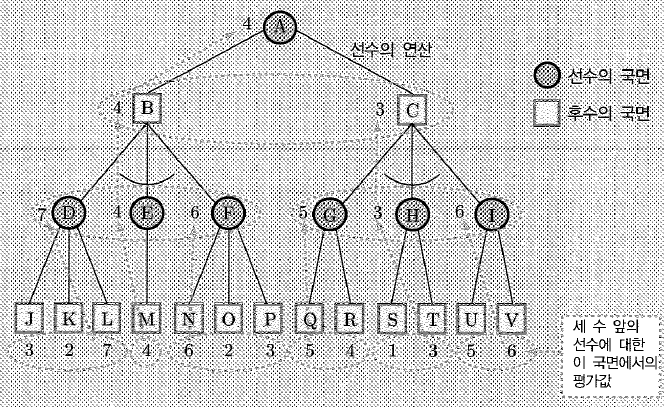 4 A
선수의 연산
선수의 국면
4 B 3 C
후수의 국면
7 D 4 E 6 F 5 G 3 H 6 I
J K L M N O P Q R S T U V
3 2 7 4 6 2 3 5 4 1 3 5 6
세 수 앞의
선수에 대한
이 국면에서의
평가값